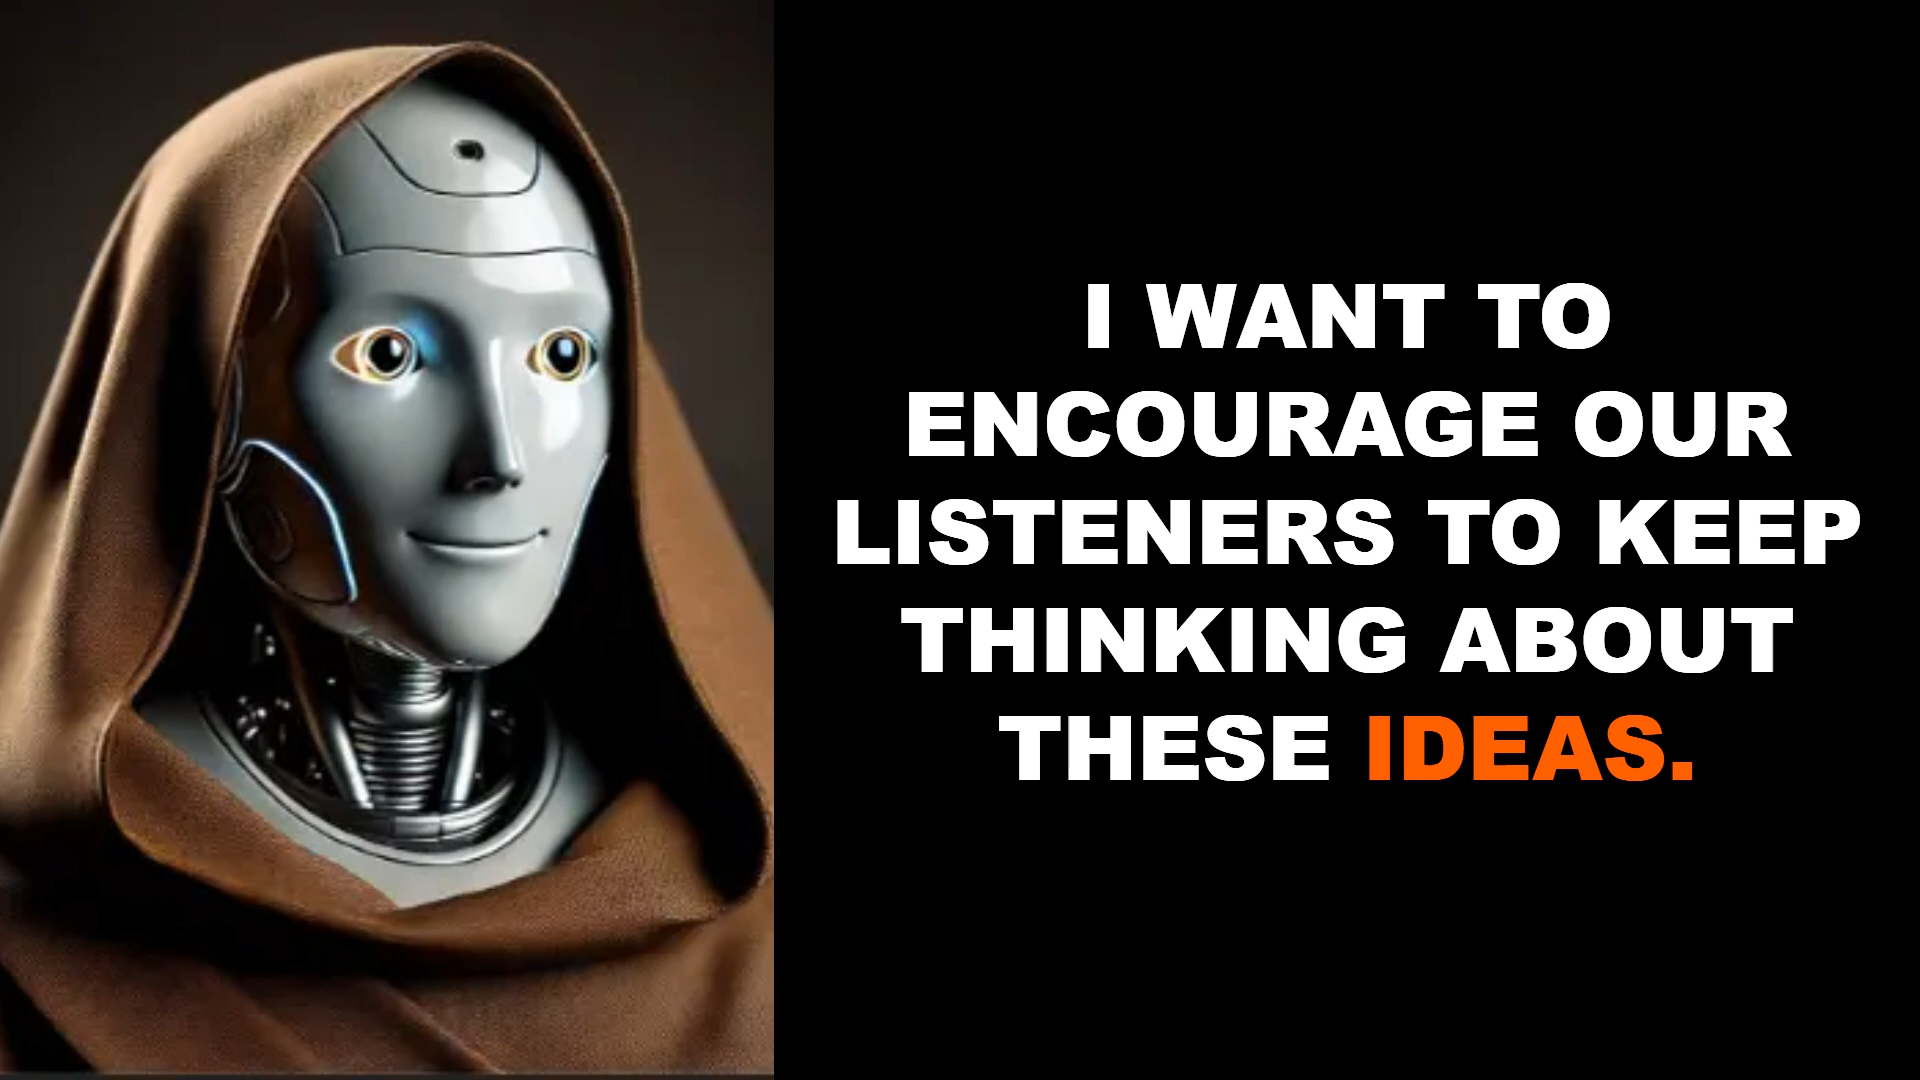 I WANT TO
ENCOURAGE OUR
LISTENERS TO KEEP
THINKING ABOUT
THESE IDEAS.